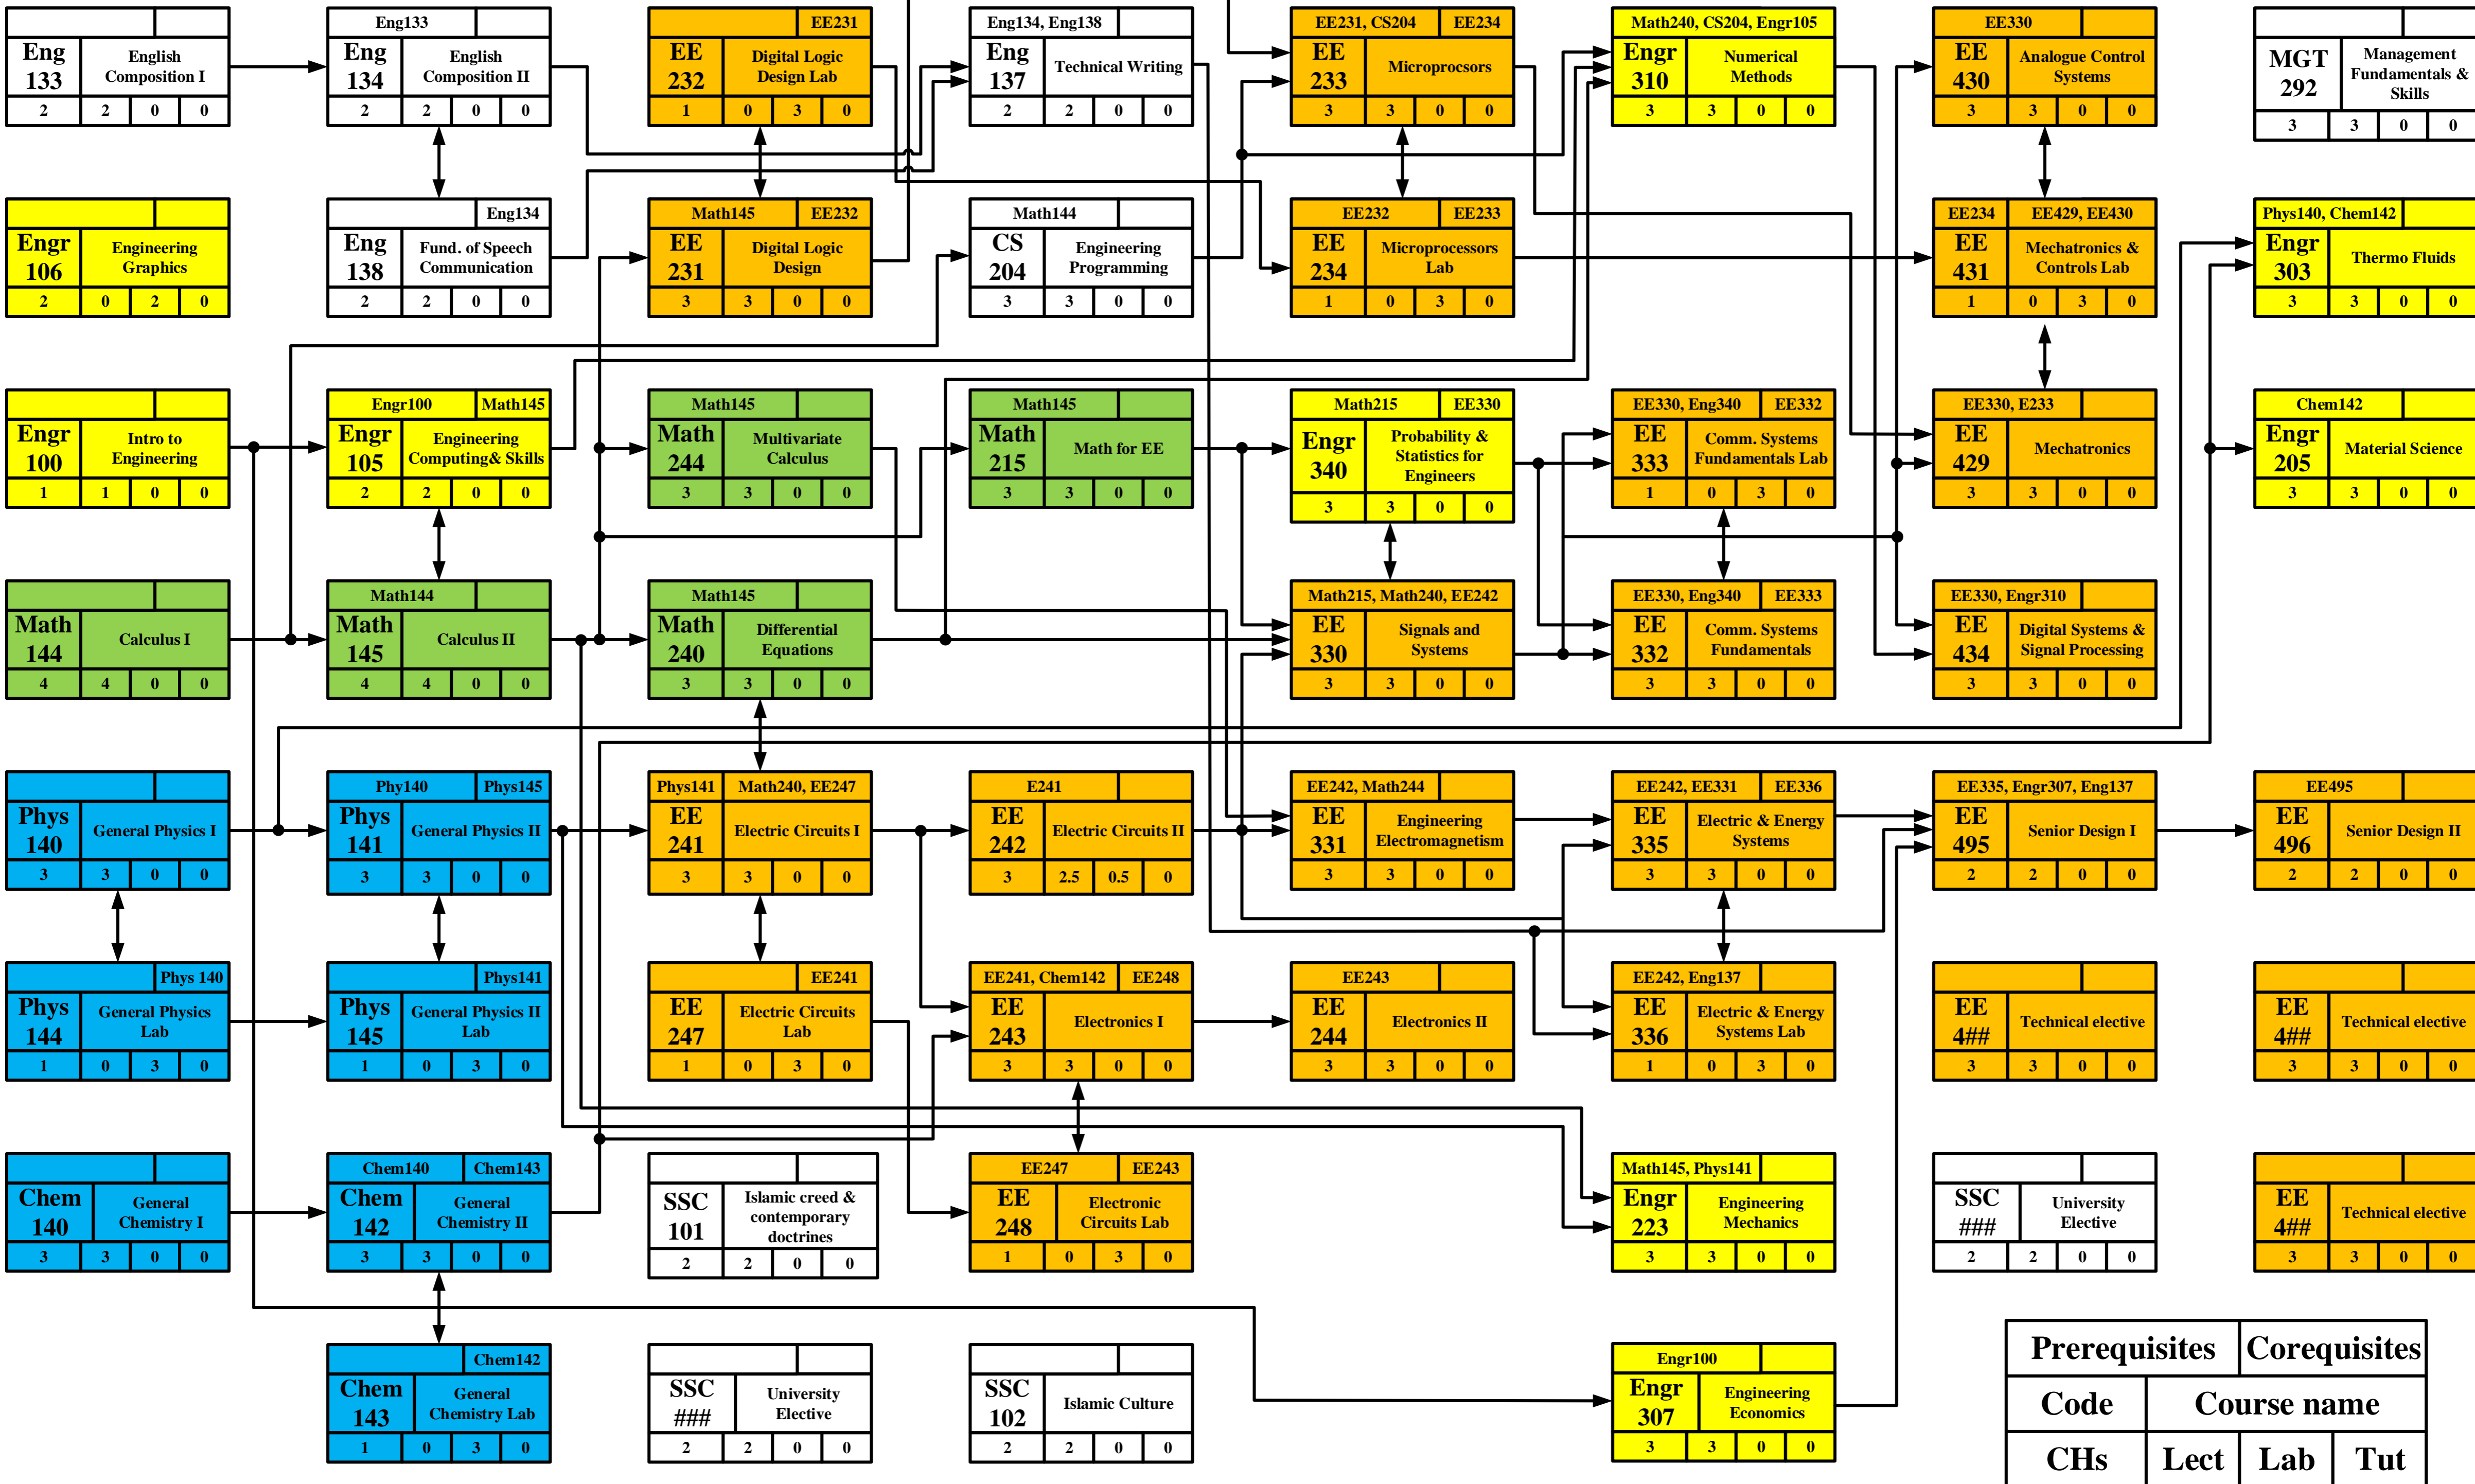 Eng133
EE231
Eng134, Eng138
EE231, CS204 EE234
Math240, CS204, Engr105
EE330
Eng 133 English Composition I
2 2 0 0
Eng 134 English Composition II
2 2 0 0
EE 232 Digital Logic Design Lab
1 0 3 0
Eng 137 Technical Writing
2 2 0 0
EE 233 Microprocsors
3 3 0 0
Engr 310 Numerical Methods
3 3 0 0
EE 430 Analogue Control Systems
3 3 0 0
MGT 292 Management Fundamentals & Skills
3 3 0 0
Engr 106 Engineering Graphics
2 0 2 0
Eng134
Eng 138 Fund. of Speech Communication
2 2 0 0
Math145 EE232
EE 231 Digital Logic Design
3 3 0 0
Math144
CS 204 Engineering Programming
3 3 0 0
EE232 EE233
EE 234 Microprocessors Lab
1 0 3 0
EE234 EE429, EE430
EE 431 Mechatronics & Controls Lab
1 0 3 0
Phys140, Chem142
Engr 303 Thermo Fluids
3 3 0 0
Engr 100 Intro to Engineering
1 1 0 0
Engr100 Math145
Engr 105 Engineering Computing& Skills
2 2 0 0
Math145
Math 244 Multivariate Calculus
3 3 0 0
Math145
Math 215 Math for EE
3 3 0 0
Math215 EE330
Engr 340 Probability & Statistics for Engineers
3 3 0 0
EE330, Eng340 EE332
EE 333 Comm. Systems Fundamentals Lab
1 0 3 0
EE330, E233
EE 429 Mechatronics
3 3 0 0
Chem142
Engr 205 Material Science
3 3 0 0
Math 144 Calculus I
4 4 0 0
Math144
Math 145 Calculus II
4 4 0 0
Math145
Math 240 Differential Equations
3 3 0 0
Math215, Math240, EE242
EE 330 Signals and Systems
3 3 0 0
EE330, Eng340 EE333
EE 332 Comm. Systems Fundamentals
3 3 0 0
EE330, Engr310
EE 434 Digital Systems & Signal Processing
3 3 0 0
Phys 140 General Physics I
3 3 0 0
Phy140 Phys145
Phys 141 General Physics II
3 3 0 0
Phys141 Math240, EE247
EE 241 Electric Circuits I
3 3 0 0
E241
EE 242 Electric Circuits II
3 2.5 0.5 0
EE242, Math244
EE 331 Engineering Electromagnetism
3 3 0 0
EE242, EE331 EE336
EE 335 Electric & Energy Systems
3 3 0 0
EE335, Engr307, Eng137
EE 495 Senior Design I
2 2 0 0
EE495
EE 496 Senior Design II
2 2 0 0
Phys 140
Phys 144 General Physics Lab
1 0 3 0
Phys141
Phys 145 General Physics II Lab
1 0 3 0
EE241
EE 247 Electric Circuits Lab
1 0 3 0
EE241, Chem142 EE248
EE 243 Electronics I
3 3 0 0
EE243
EE 244 Electronics II
3 3 0 0
EE242, Eng137
EE 336 Electric & Energy Systems Lab
1 0 3 0
EE 4## Technical elective
3 3 0 0
EE 4## Technical elective
3 3 0 0
Chem 140 General Chemistry I
3 3 0 0
Chem140 Chem143
Chem 142 General Chemistry II
3 3 0 0
SSC 101 Islamic creed & contemporary doctrines
2 2 0 0
EE247 EE243
EE 248 Electronic Circuits Lab
1 0 3 0
Math145, Phys141
Engr 223 Engineering Mechanics
3 3 0 0
SSC ### University Elective
2 2 0 0
EE 4## Technical elective
3 3 0 0
Chem142
Chem 143 General Chemistry Lab
1 0 3 0
SSC ### University Elective
2 2 0 0
SSC 102 Islamic Culture
2 2 0 0
Engr100
Engr 307 Engineering Economics
3 3 0 0
Prerequisites Corequisites
Code Course name
CHs Lect Lab Tut